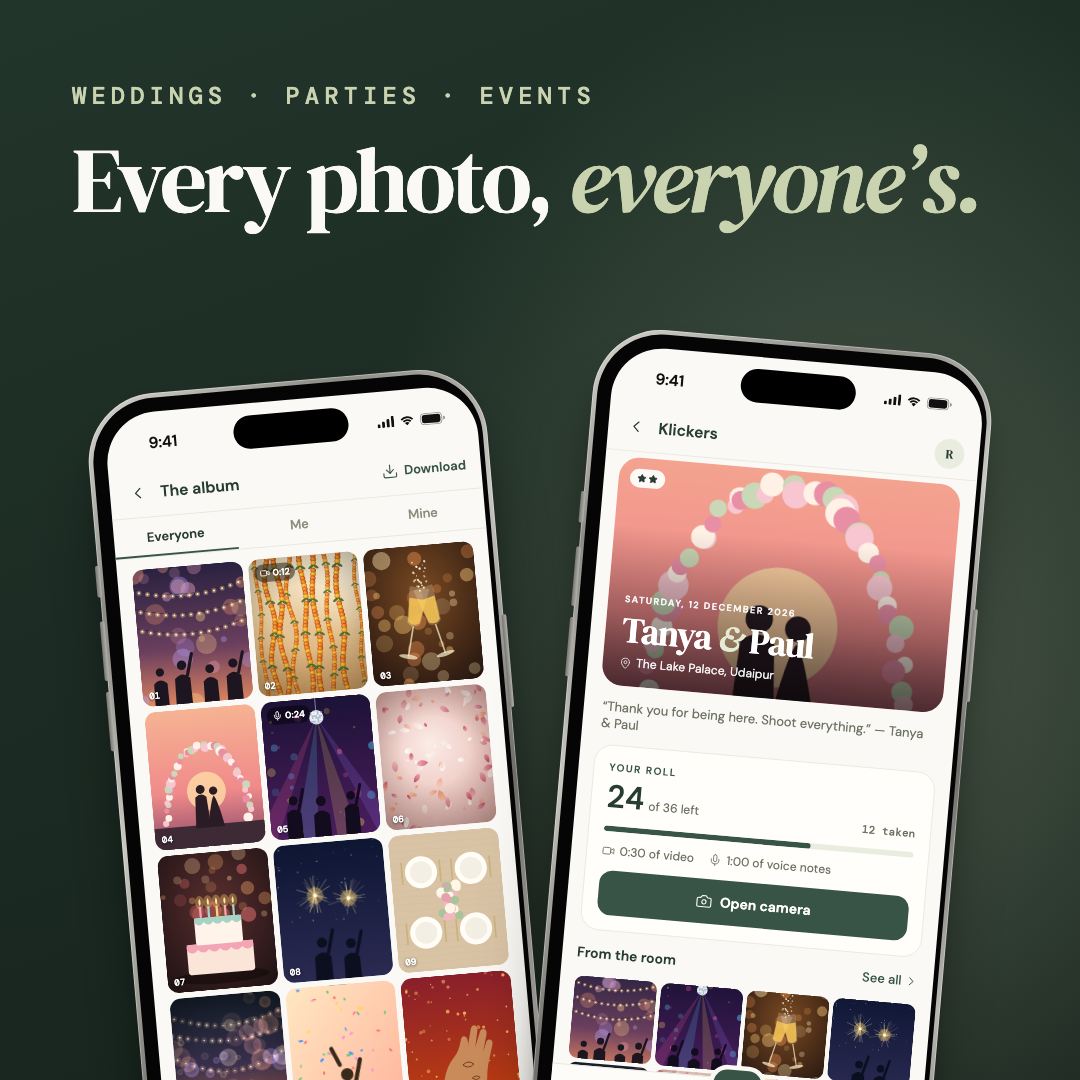 WEDDINGS · PARTIES · EVENTS
Every photo, everyone's.
9:41
The album
Download
Everyone
Me
Mine
01
0:12
02
03
04
0:24
05
06
07
08
09
9:41
Klickers
R
SATURDAY, 12 DECEMBER 2026
Tanya & Paul
The Lake Palace, Udaipur
“Thank you for being here. Shoot everything.” — Tanya
& Paul
YOUR ROLL
24 of 36 left
12 taken
0:30 of video
1:00 of voice notes
Open camera
From the room
See all